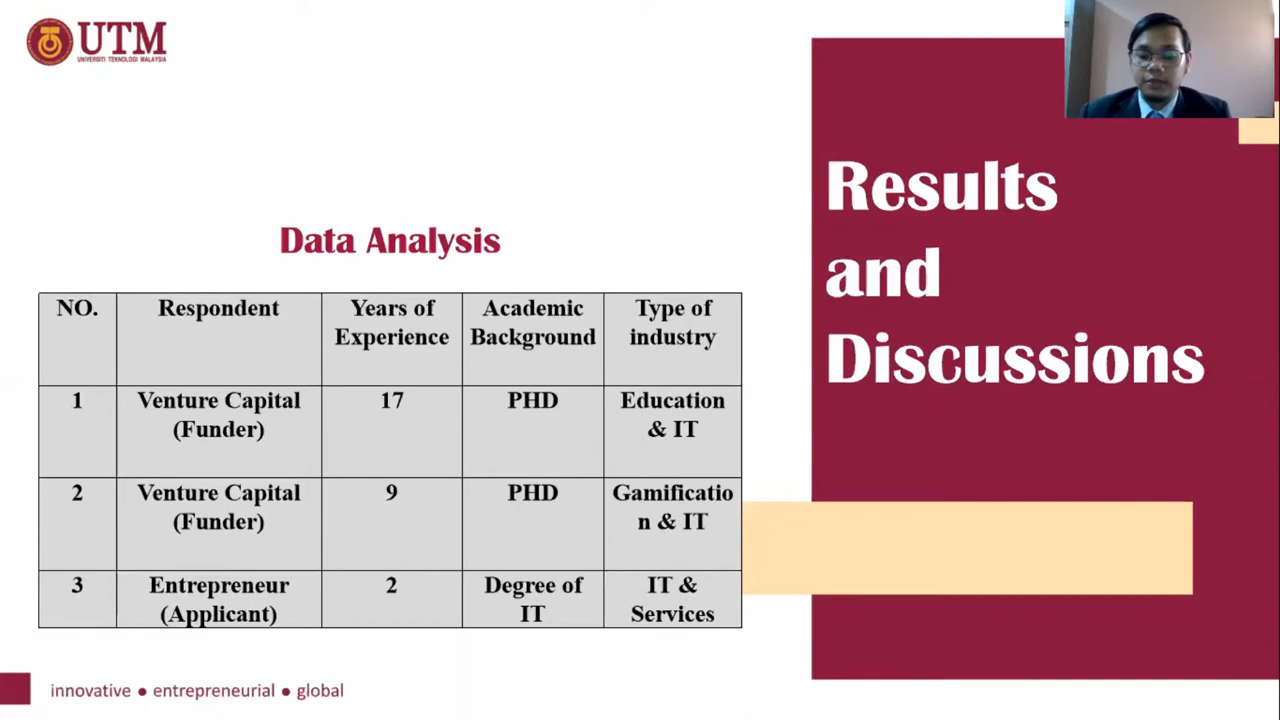 UTM
UNIVERSITI TEKNOLOGI MALAYSIA
Results
and
Discussions
Data Analysis
NO. Respondent Years of Experience Academic Background Type of industry
1 Venture Capital (Funder) 17 PHD Education & IT
2 Venture Capital (Funder) 9 PHD Gamificatio n & IT
3 Entrepreneur (Applicant) 2 Degree of IT IT & Services
innovative ● entrepreneurial ● global